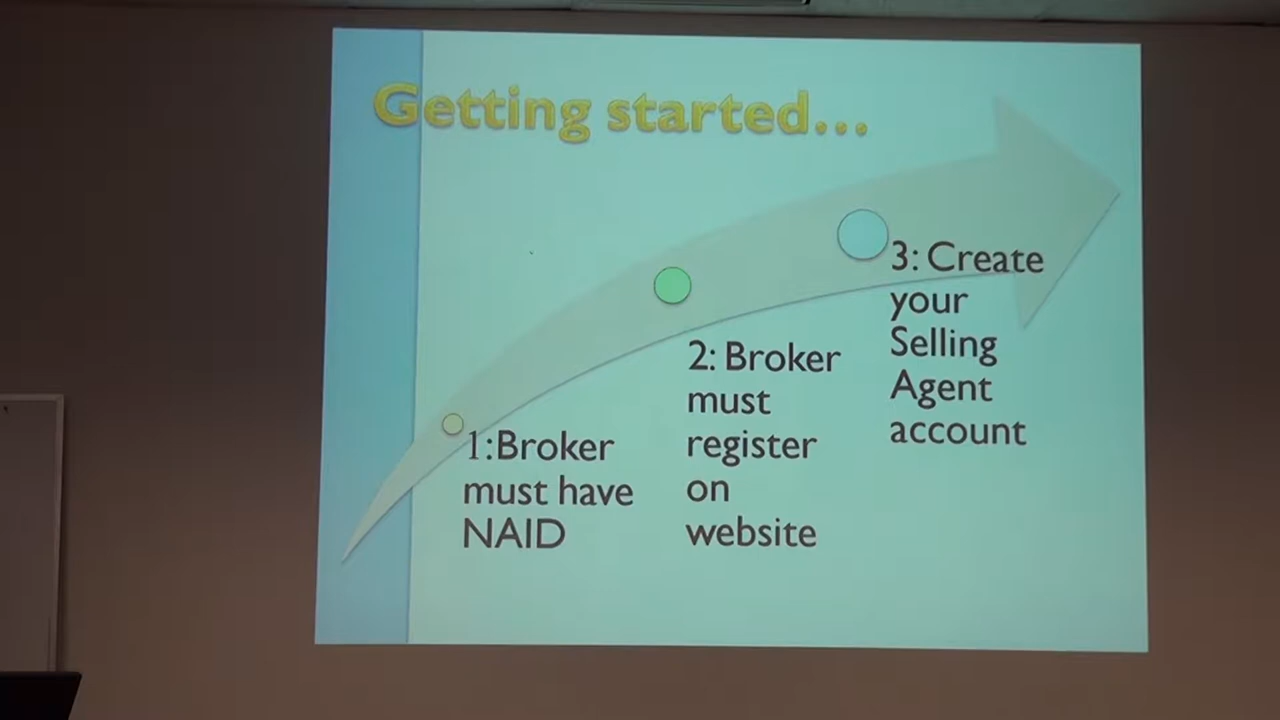 Getting started...
1:Broker
must have
NAID
2: Broker
must
register
on
website
3: Create
your
Selling
Agent
account